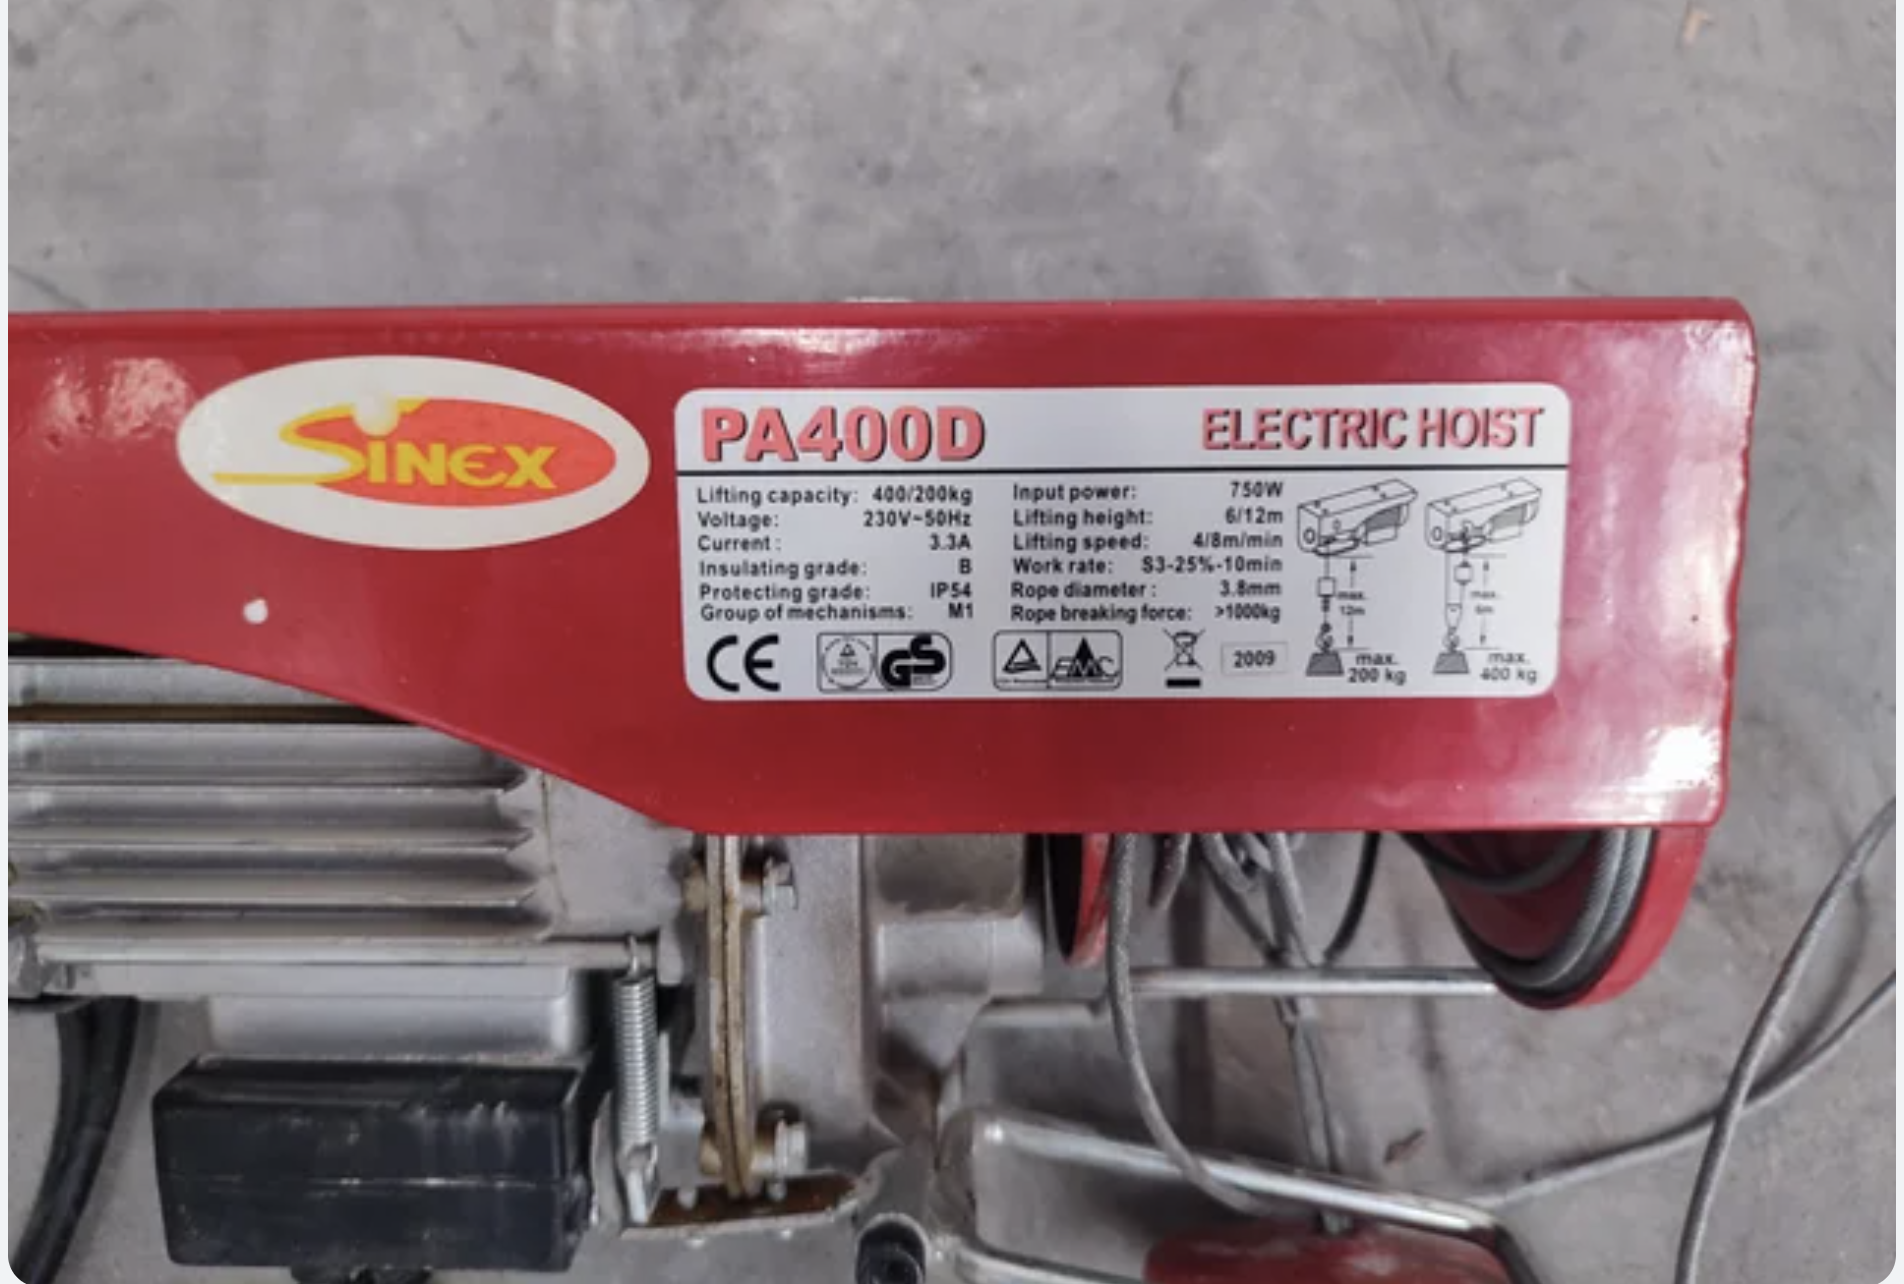 SINEX
PA400D ELECTRIC HOIST
Lifting capacity: 400/200kg
Voltage: 230V~50Hz
Current: 3.3A
Insulating grade: B
Protecting grade: IP54
Group of mechanisms: M1
Input power: 750W
Lifting height: 6/12m
Lifting speed: 4/8m/min
Work rate: S3-25%-10min
Rope diameter: 3.8mm
Rope breaking force: >1000kg
CE
GS
EMC
2009
max.
12m
max.
200 kg
max.
6m
max.
400 kg